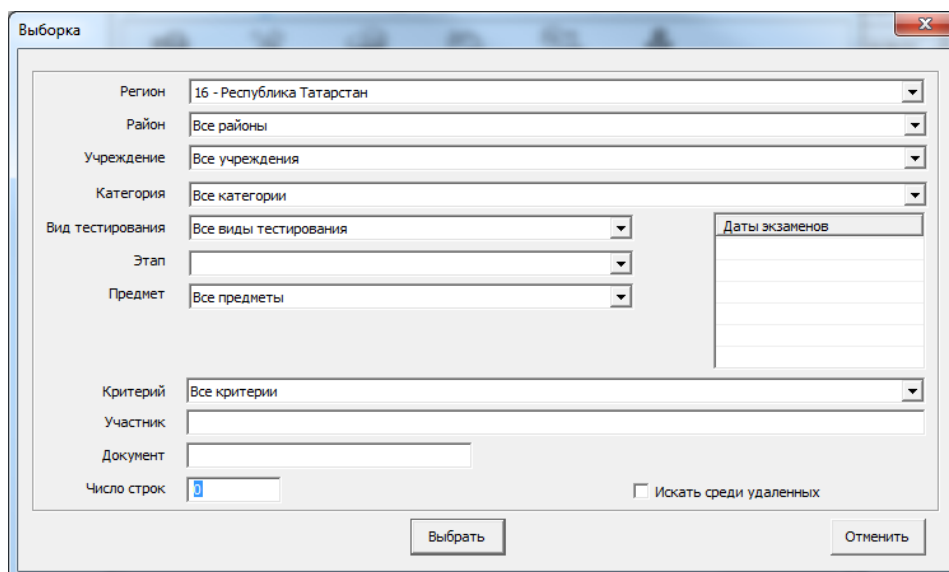 Выборка
Регион 16 - Республика Татарстан
Район Все районы
Учреждение Все учреждения
Категория Все категории
Вид тестирования Все виды тестирования Даты экзаменов
Этап
Предмет Все предметы
Критерий Все критерии
Участник
Документ
Число строк 0 Искать среди удаленных
Выбрать Отменить